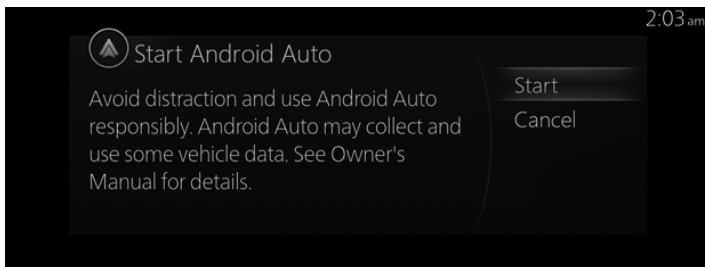 2:03 am
Start Android Auto
Avoid distraction and use Android Auto
responsibly. Android Auto may collect and
use some vehicle data. See Owner's
Manual for details.
Start
Cancel